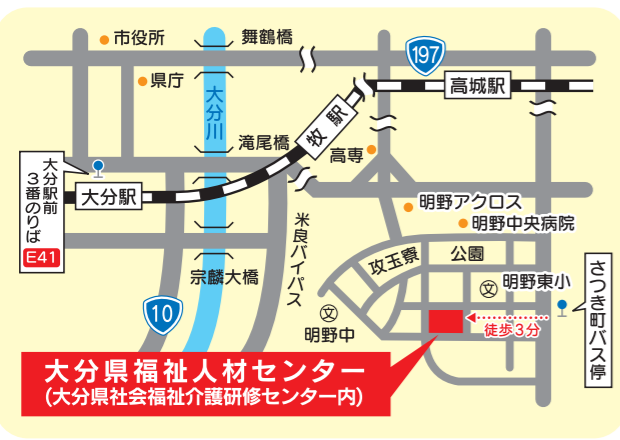 市役所
舞鶴橋
197
県庁
大分川
高城駅
牧駅
滝尾橋
高専
大分駅前
3番のりば
E41
大分駅
明野アクロス
明野中央病院
米良バイパス
攻玉寮
公園
宗麟大橋
文
明野東小
さつき町バス停
10
文
明野中
徒歩3分
大分県福祉人材センター
(大分県社会福祉介護研修センター内)